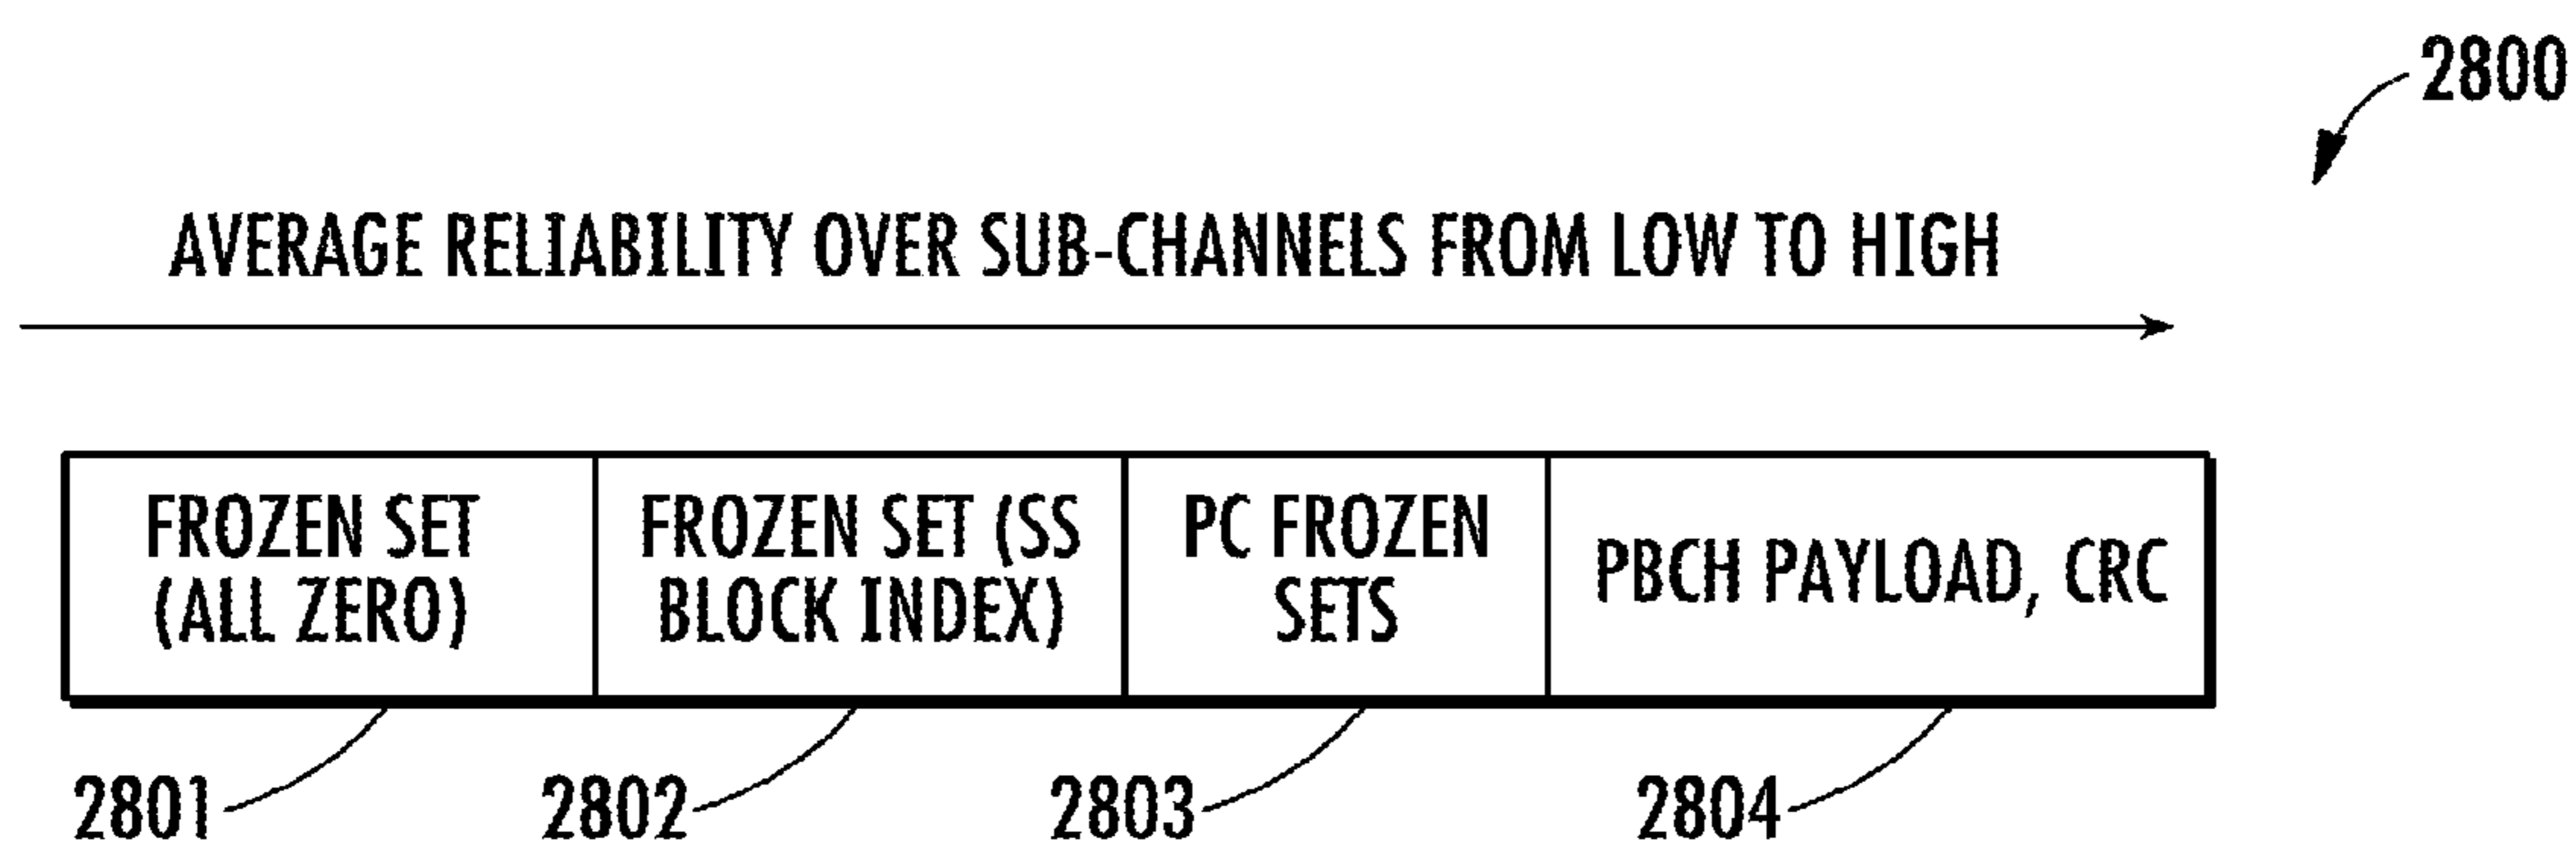 2800
AVERAGE RELIABILITY OVER SUB-CHANNELS FROM LOW TO HIGH
FROZEN SET
(ALL ZERO)
FROZEN SET (SS
BLOCK INDEX)
PC FROZEN
SETS
PBCH PAYLOAD, CRC
2801
2802
2803
2804